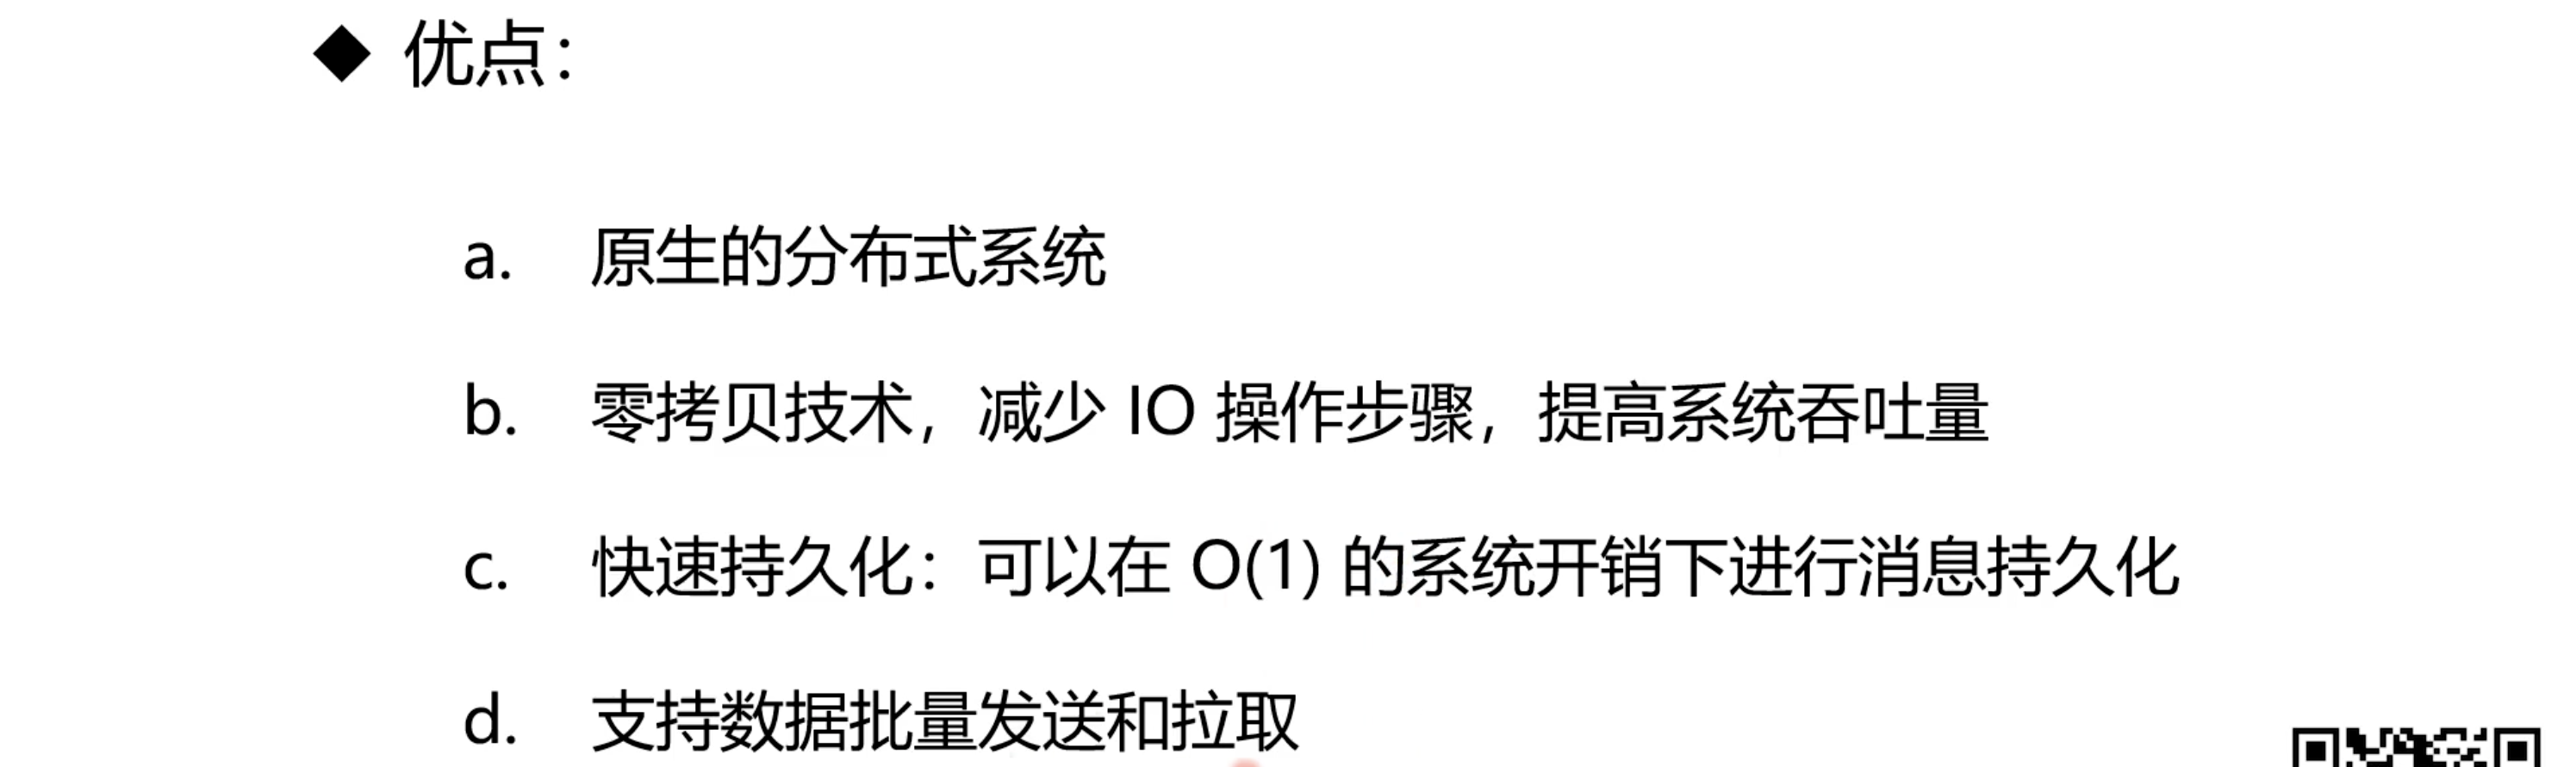 ◆ 优点：
a. 原生的分布式系统
b. 零拷贝技术，减少 IO 操作步骤，提高系统吞吐量
c. 快速持久化：可以在 O(1) 的系统开销下进行消息持久化
d. 支持数据批量发送和拉取